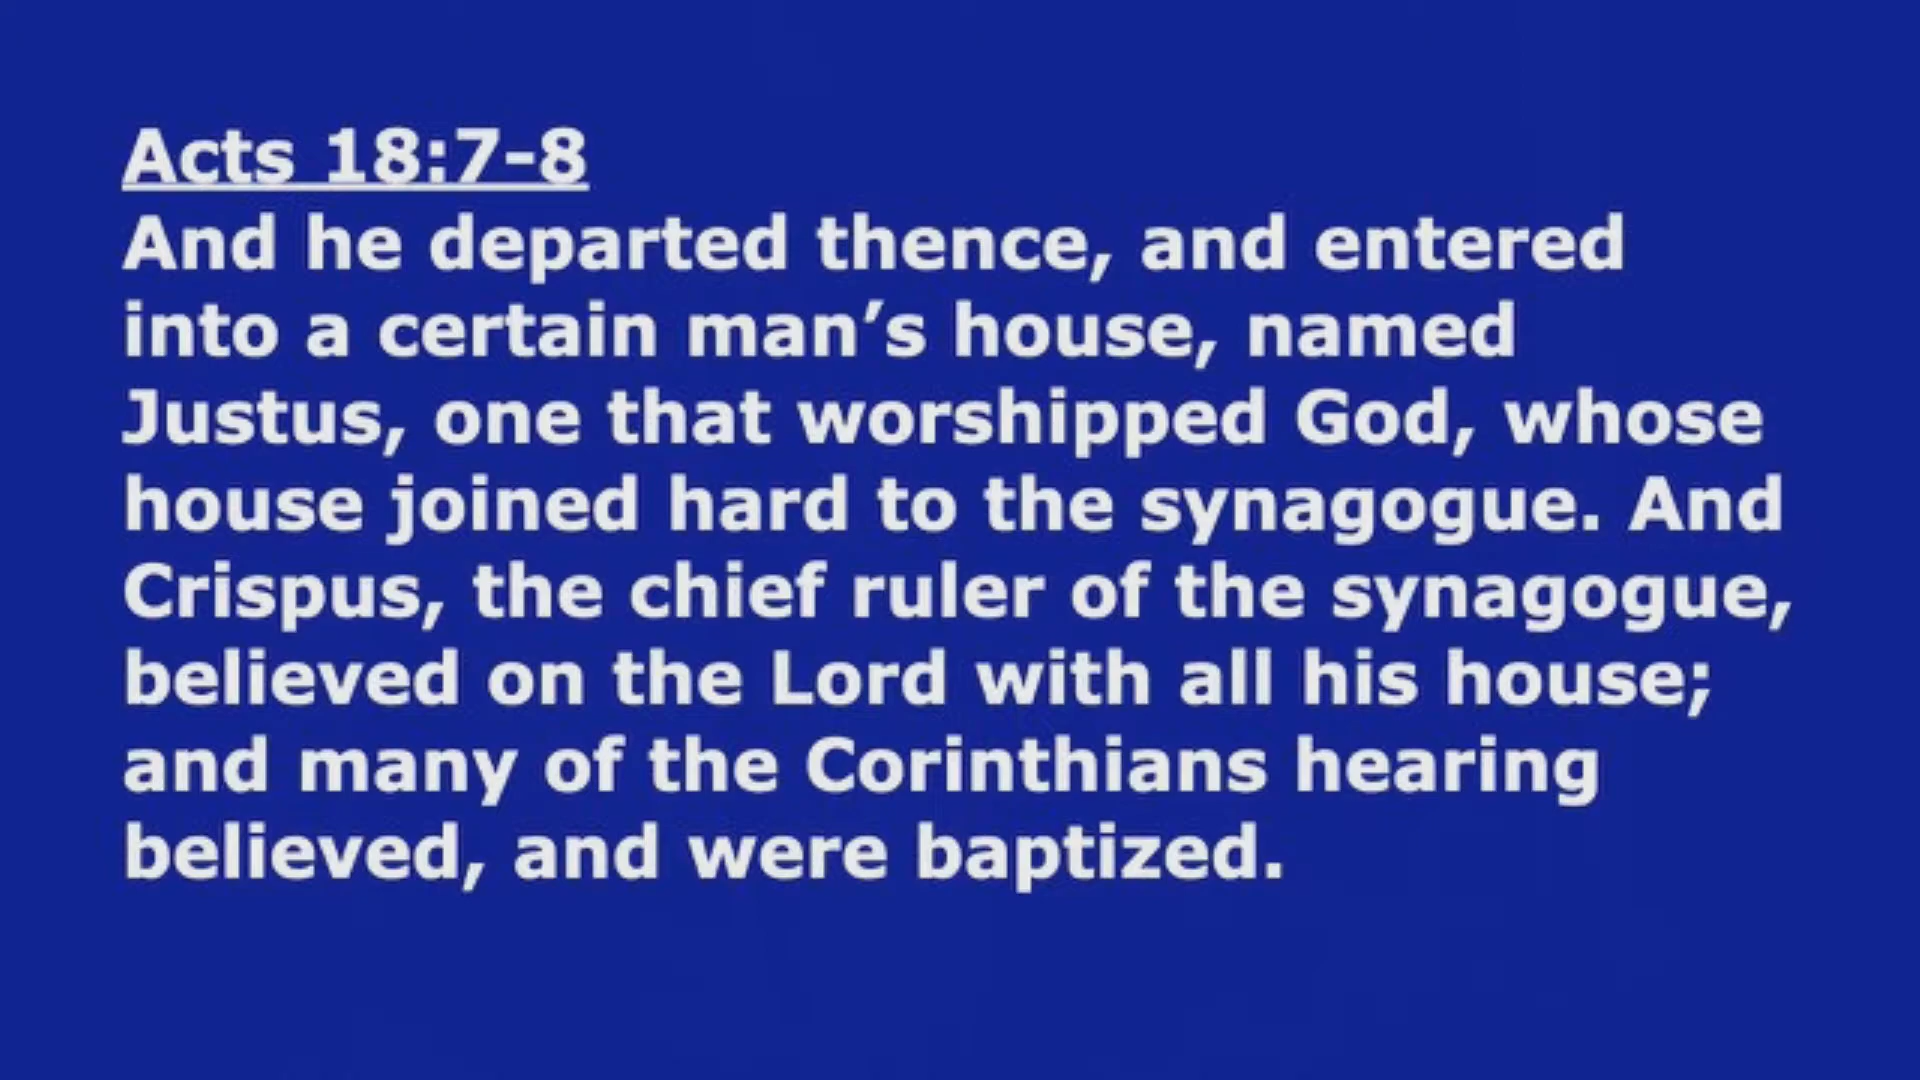 Acts 18:7-8
And he departed thence, and entered
into a certain man’s house, named
Justus, one that worshipped God, whose
house joined hard to the synagogue. And
Crispus, the chief ruler of the synagogue,
believed on the Lord with all his house;
and many of the Corinthians hearing
believed, and were baptized.